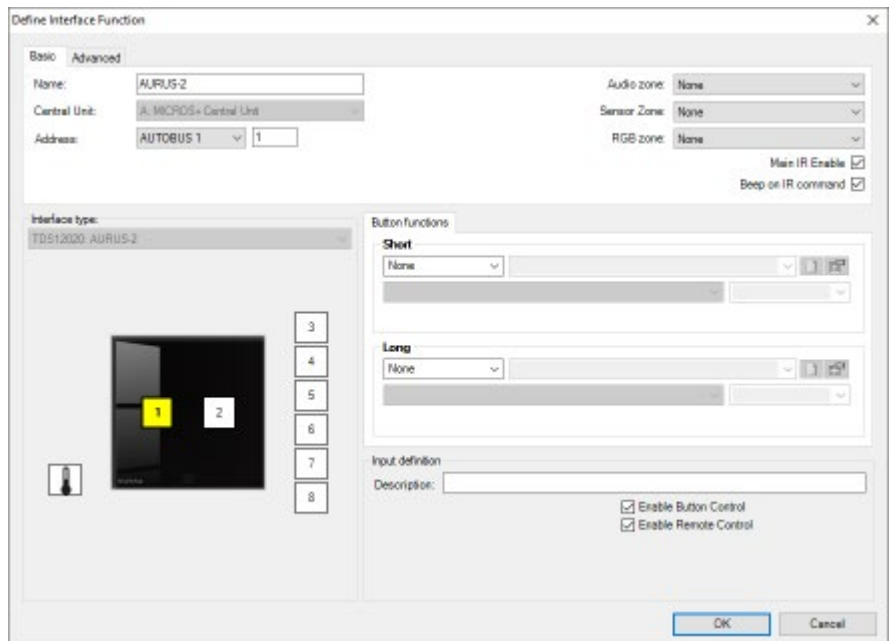 Define Interface Function
Basic Advanced
Name: AURUS-2
Central Unit: A: MICROS+ Central Unit
Address: AUTOBUS 1 1
Audio zone: None
Sensor Zone: None
RGB zone: None
Main IR Enable
Beep on IR command
Interface type:
TDS12020: AURUS-2
1
2
3
4
5
6
7
8
Button functions
Short
None
Long
None
Input definition
Description:
Enable Button Control
Enable Remote Control
OK Cancel